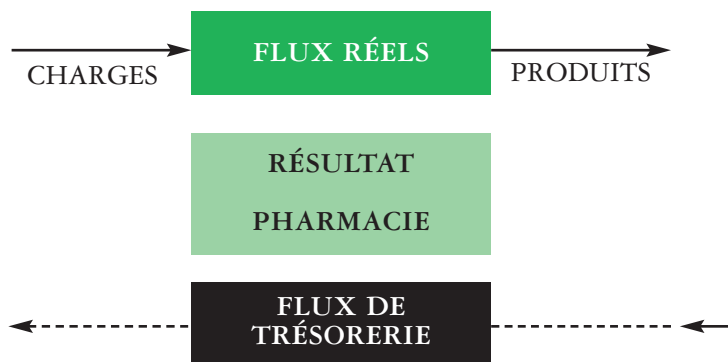 FLUX RÉELS
CHARGES
PRODUITS
RÉSULTAT
PHARMACIE
FLUX DE
TRÉSORERIE